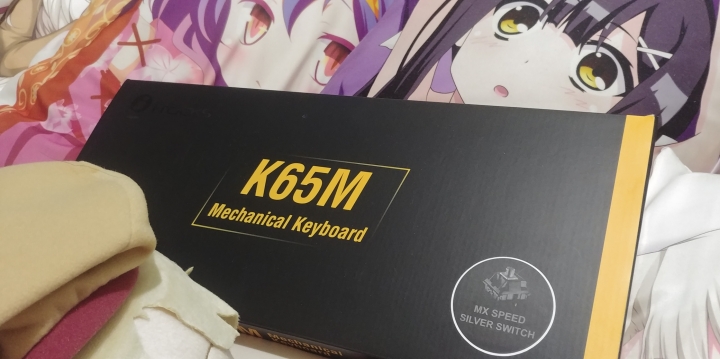 K65M
Mechanical Keyboard
MX SPEED
SILVER SWITCH